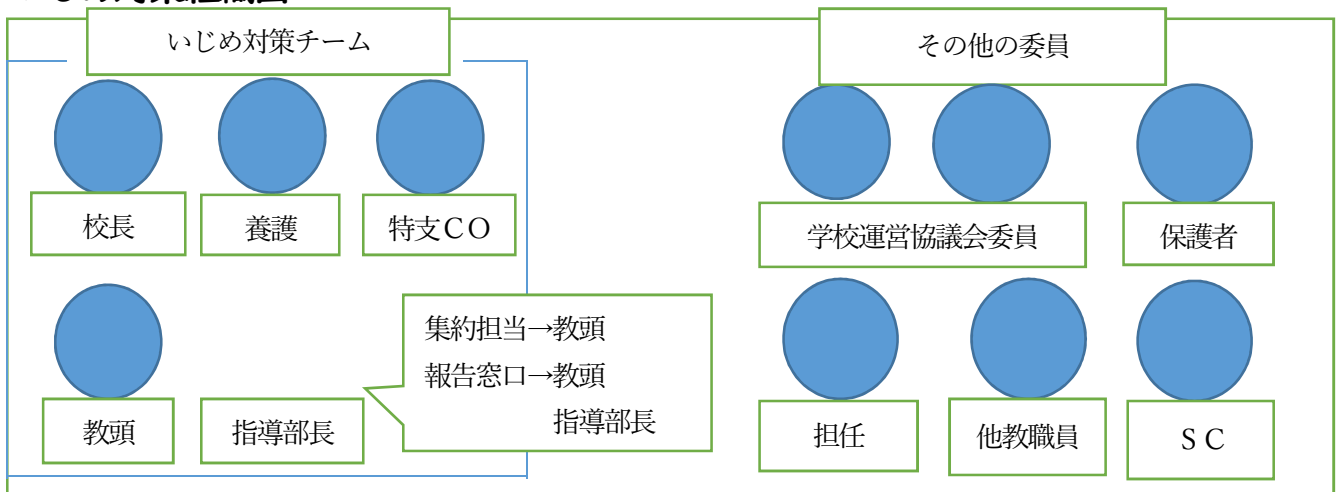 いじめ対策チーム
その他の委員
校長
養護
特支ＣＯ
学校運営協議会委員
保護者
集約担当→教頭
報告窓口→教頭
指導部長
教頭
指導部長
担任
他教職員
ＳＣ